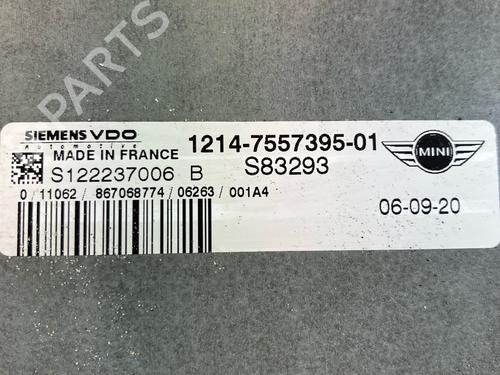 PARTS
SIEMENS VDO
Automotive
MADE IN FRANCE
1214-7557395-01
MINI
S122237006 B
S83293
0 / 11062 / 867068774 / 06263 / 001A4
06-09-20